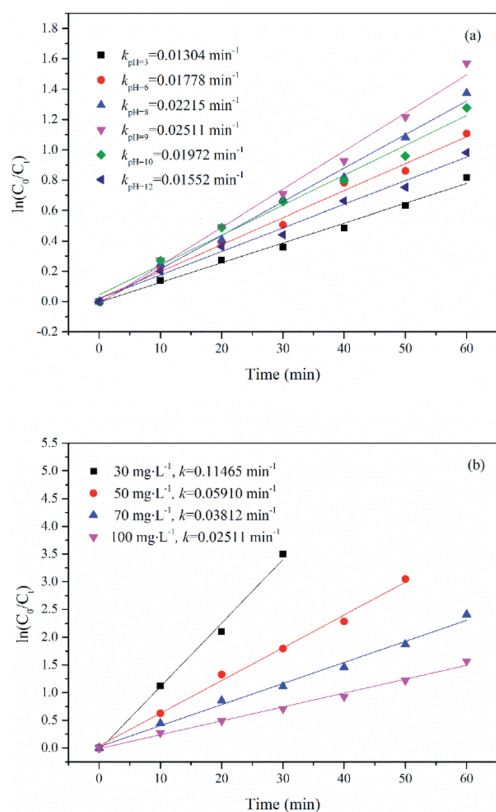 (a)
k_pH=3=0.01304 min⁻¹
k_pH=6=0.01778 min⁻¹
k_pH=8=0.02215 min⁻¹
k_pH=9=0.02511 min⁻¹
k_pH=10=0.01972 min⁻¹
k_pH=12=0.01552 min⁻¹
ln(C₀/Cₜ)
1.8
1.6
1.4
1.2
1.0
0.8
0.6
0.4
0.2
0.0
-0.2
0 10 20 30 40 50 60
Time (min)
(b)
30 mg·L⁻¹, k=0.11465 min⁻¹
50 mg·L⁻¹, k=0.05910 min⁻¹
70 mg·L⁻¹, k=0.03812 min⁻¹
100 mg·L⁻¹, k=0.02511 min⁻¹
ln(C₀/Cₜ)
5.5
5.0
4.5
4.0
3.5
3.0
2.5
2.0
1.5
1.0
0.5
0.0
0 10 20 30 40 50 60
Time (min)